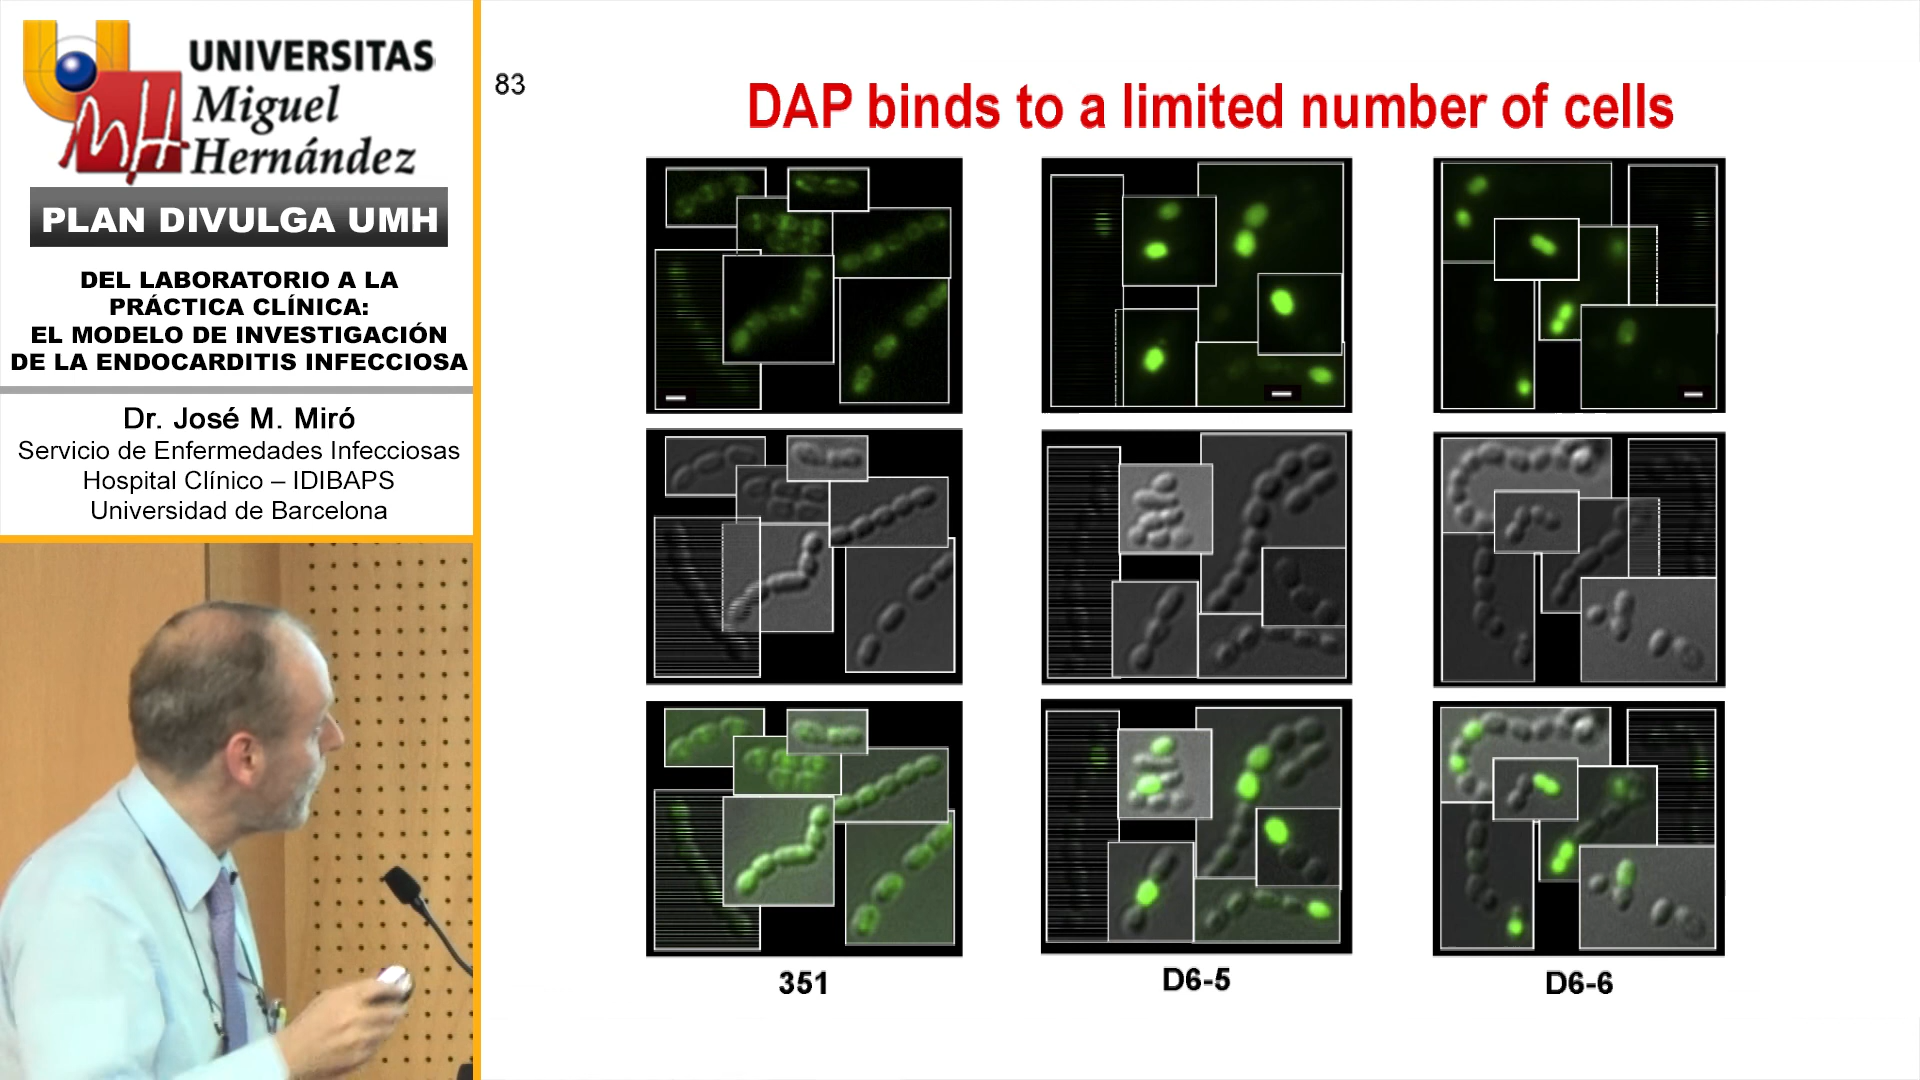 UNIVERSITAS
Miguel
Hernández
PLAN DIVULGA UMH
DEL LABORATORIO A LA
PRÁCTICA CLÍNICA:
EL MODELO DE INVESTIGACIÓN
DE LA ENDOCARDITIS INFECCIOSA
Dr. José M. Miró
Servicio de Enfermedades Infecciosas
Hospital Clínico – IDIBAPS
Universidad de Barcelona
83
DAP binds to a limited number of cells
351
D6-5
D6-6